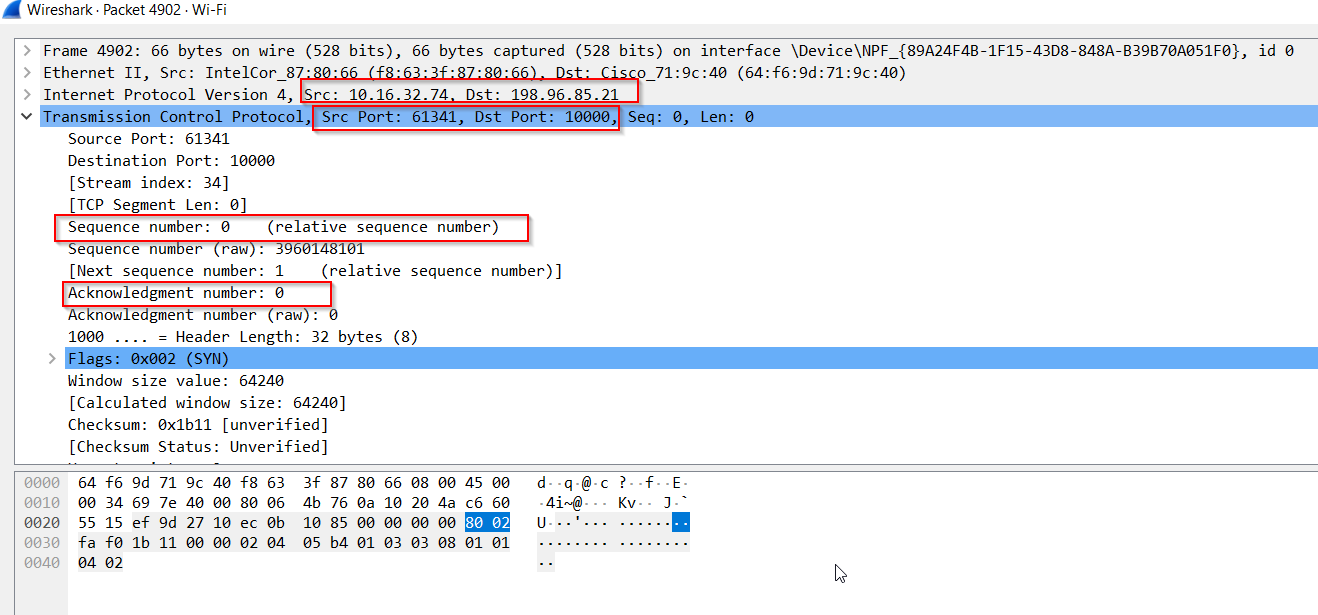 Wireshark · Packet 4902 · Wi-Fi
Frame 4902: 66 bytes on wire (528 bits), 66 bytes captured (528 bits) on interface \Device\NPF_{89A24F4B-1F15-43D8-848A-B39B70A051F0}, id 0
Ethernet II, Src: IntelCor_87:80:66 (f8:63:3f:87:80:66), Dst: Cisco_71:9c:40 (64:f6:9d:71:9c:40)
Internet Protocol Version 4, Src: 10.16.32.74, Dst: 198.96.85.21
Transmission Control Protocol, Src Port: 61341, Dst Port: 10000, Seq: 0, Len: 0
Source Port: 61341
Destination Port: 10000
[Stream index: 34]
[TCP Segment Len: 0]
Sequence number: 0    (relative sequence number)
Sequence number (raw): 3960148101
[Next sequence number: 1    (relative sequence number)]
Acknowledgment number: 0
Acknowledgment number (raw): 0
1000 .... = Header Length: 32 bytes (8)
Flags: 0x002 (SYN)
Window size value: 64240
[Calculated window size: 64240]
Checksum: 0x1b11 [unverified]
[Checksum Status: Unverified]
0000 64 f6 9d 71 9c 40 f8 63 3f 87 80 66 08 00 45 00 d··q·@·c ?··f··E·
0010 00 34 69 7e 40 00 80 06 4b 76 0a 10 20 4a c6 60 ·4i~@··· Kv·· J·`
0020 55 15 ef 9d 27 10 ec 0b 10 85 00 00 00 00 80 02 U···'··· ········
0030 fa f0 1b 11 00 00 02 04 05 b4 01 03 03 08 01 01 ········ ········
0040 04 02 ··